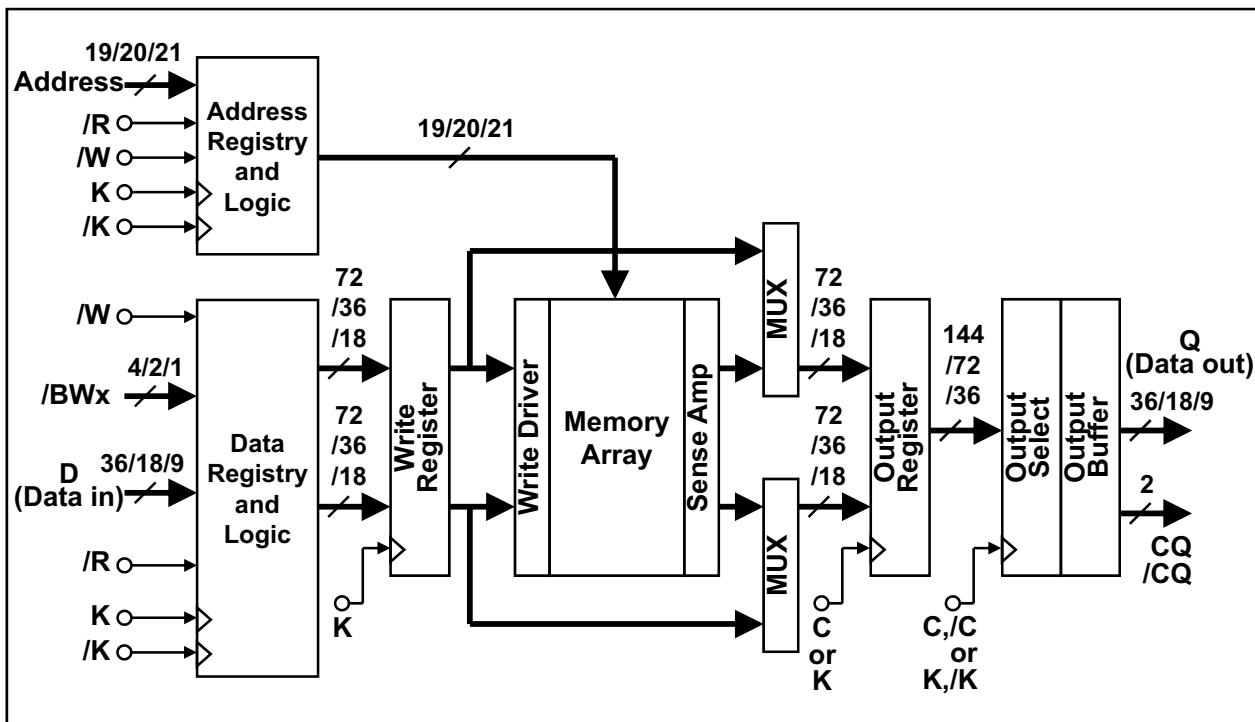 19/20/21
Address
/R
/W
K
/K
Address
Registry
and
Logic
19/20/21
/W
4/2/1
/BWx
36/18/9
D
(Data in)
/R
K
/K
Data
Registry
and
Logic
72
/36
/18
72
/36
/18
Write
Register
K
Write Driver
Memory
Array
Sense Amp
MUX
MUX
72
/36
/18
72
/36
/18
Output
Register
C
or
K
144
/72
/36
Output
Select
Output
Buffer
C,/C
or
K,/K
Q
(Data out)
36/18/9
2
CQ
/CQ